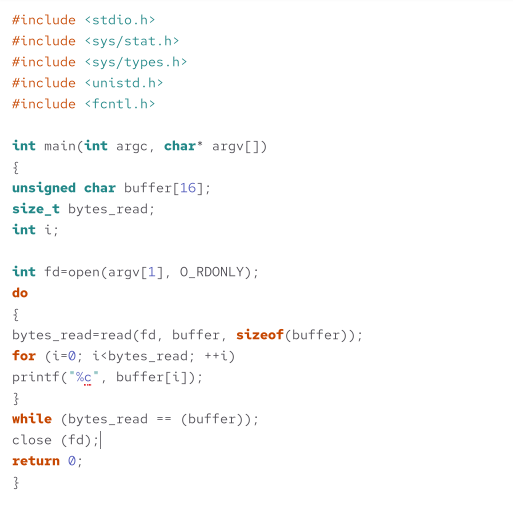 #include <stdio.h>
#include <sys/stat.h>
#include <sys/types.h>
#include <unistd.h>
#include <fcntl.h>
int main(int argc, char* argv[])
{
unsigned char buffer[16];
size_t bytes_read;
int i;
int fd=open(argv[1], O_RDONLY);
do
{
bytes_read=read(fd, buffer, sizeof(buffer));
for (i=0; i<bytes_read; ++i)
printf("%c", buffer[i]);
}
while (bytes_read == (buffer));
close (fd);
return 0;
}